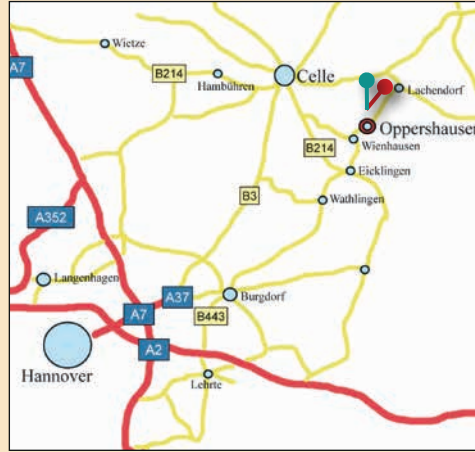 Wietze
A7
B214
Hambühren
Celle
Lachendorf
Oppershausen
B214
Wienhausen
Eicklingen
B3
Wathlingen
A352
Langenhagen
A37
Burgdorf
A7
B443
A2
Hannover
Lehrte